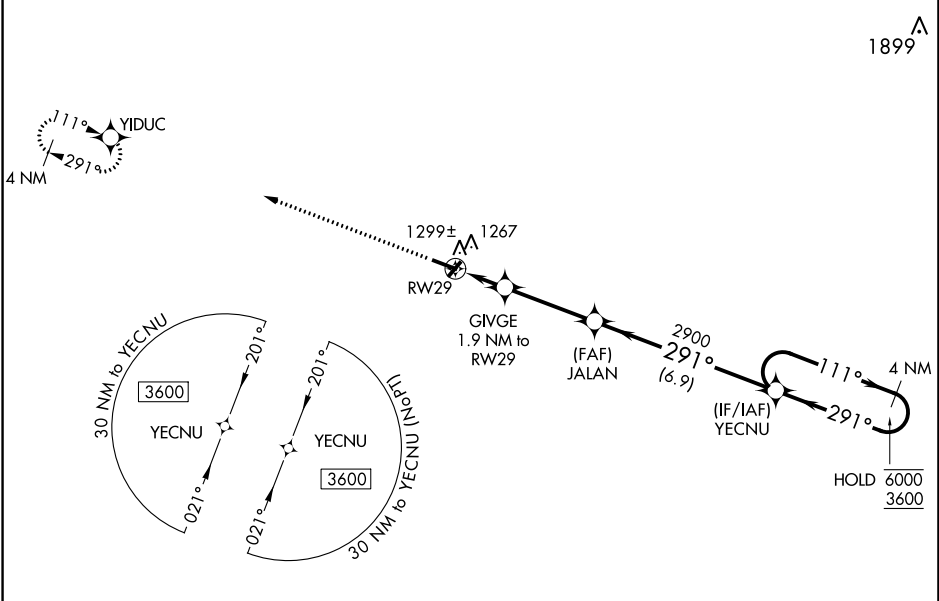 1899
111°
YIDUC
291°
4 NM
1299±
1267
RW29
GIVGE
1.9 NM to
RW29
(FAF)
JALAN
2900
291°
(6.9)
111°
4 NM
(IF/IAF)
YECNU
291°
HOLD
6000
3600
30 NM to YECNU
201°
3600
YECNU
021°
201°
YECNU
3600
021°
30 NM to YECNU (NoPT)